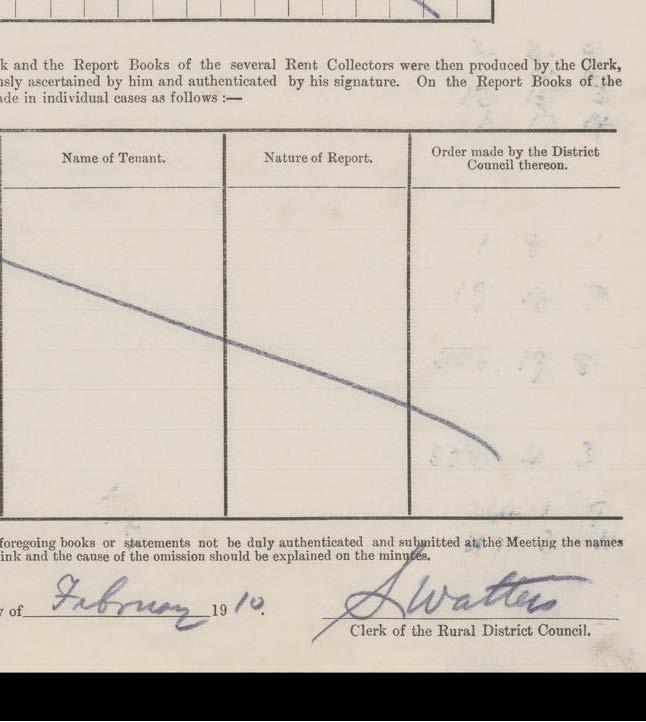 k and the Report Books of the several Rent Collectors were then produced by the Clerk,
usly ascertained by him and authenticated by his signature. On the Report Books of the
ade in individual cases as follows :—
Name of Tenant.
Nature of Report.
Order made by the District
Council thereon.
foregoing books or statements not be duly authenticated and submitted at the Meeting the names
ink and the cause of the omission should be explained on the minutes.
y of February 1910.
S Watters
Clerk of the Rural District Council.